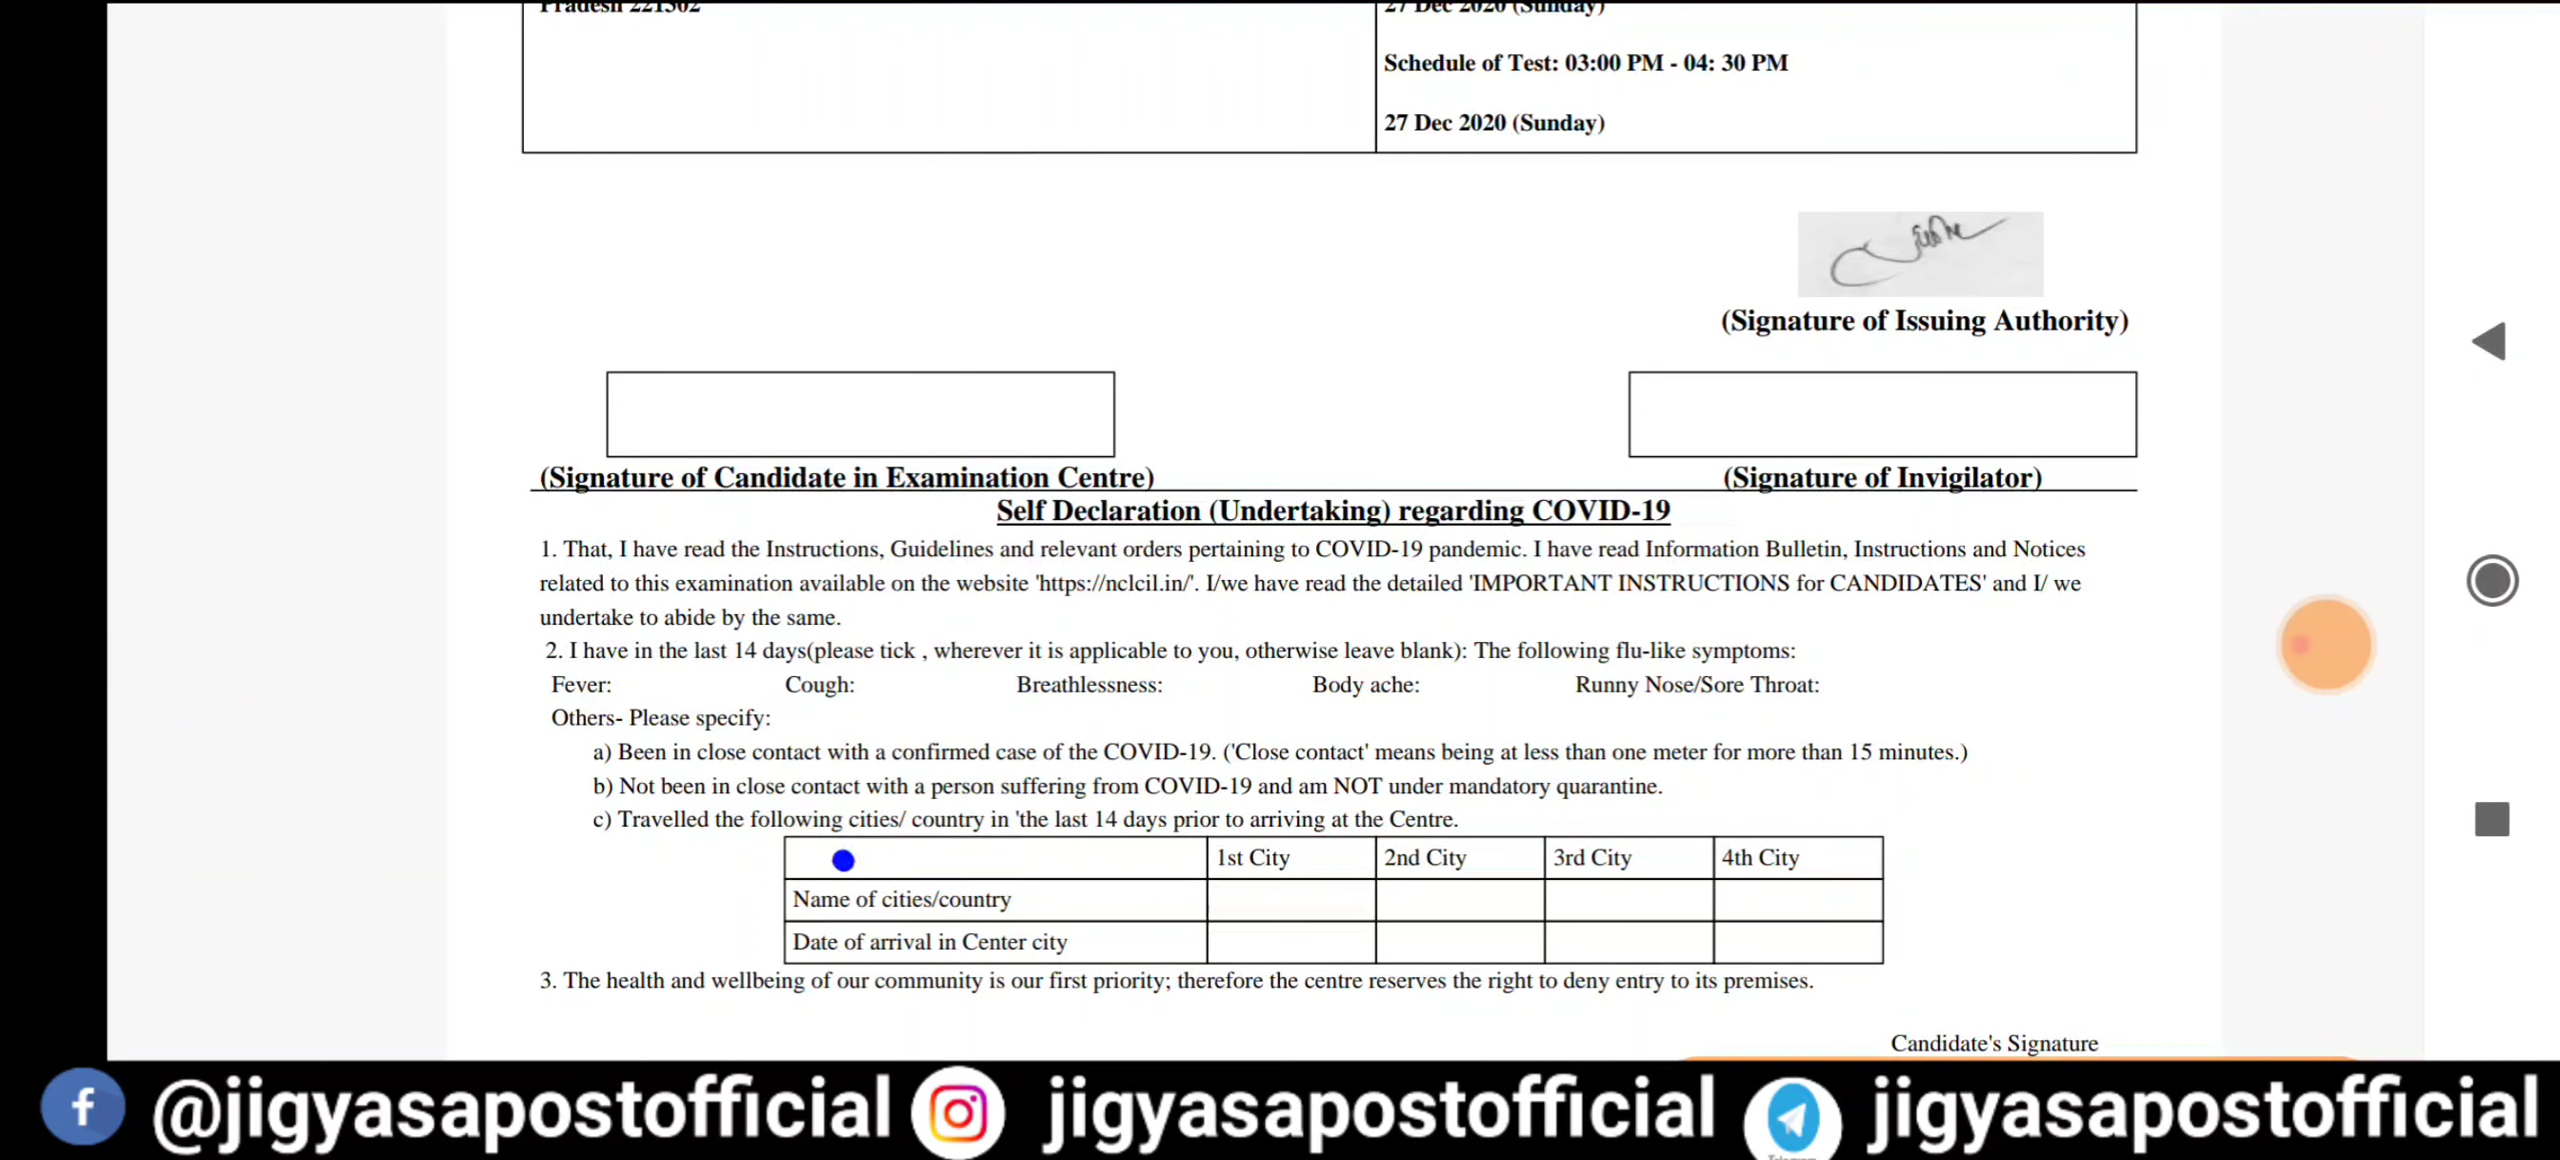 Pradesh 221502
27 Dec 2020 (Sunday)
Schedule of Test: 03:00 PM - 04: 30 PM
27 Dec 2020 (Sunday)
(Signature of Issuing Authority)
(Signature of Candidate in Examination Centre)
(Signature of Invigilator)
Self Declaration (Undertaking) regarding COVID-19
1. That, I have read the Instructions, Guidelines and relevant orders pertaining to COVID-19 pandemic. I have read Information Bulletin, Instructions and Notices
related to this examination available on the website 'https://nclcil.in/'. I/we have read the detailed 'IMPORTANT INSTRUCTIONS for CANDIDATES' and I/ we
undertake to abide by the same.
2. I have in the last 14 days(please tick , wherever it is applicable to you, otherwise leave blank): The following flu-like symptoms:
Fever: Cough: Breathlessness: Body ache: Runny Nose/Sore Throat:
Others- Please specify:
a) Been in close contact with a confirmed case of the COVID-19. ('Close contact' means being at less than one meter for more than 15 minutes.)
b) Not been in close contact with a person suffering from COVID-19 and am NOT under mandatory quarantine.
c) Travelled the following cities/ country in 'the last 14 days prior to arriving at the Centre.
1st City 2nd City 3rd City 4th City
Name of cities/country
Date of arrival in Center city
3. The health and wellbeing of our community is our first priority; therefore the centre reserves the right to deny entry to its premises.
Candidate's Signature
@jigyasapostofficial jigyasapostofficial jigyasapostofficial